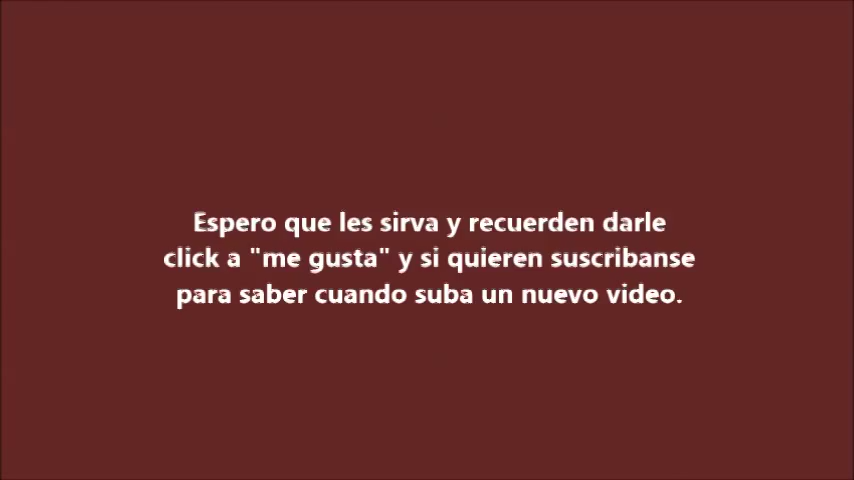 Espero que les sirva y recuerden darle
click a "me gusta" y si quieren suscribanse
para saber cuando suba un nuevo video.